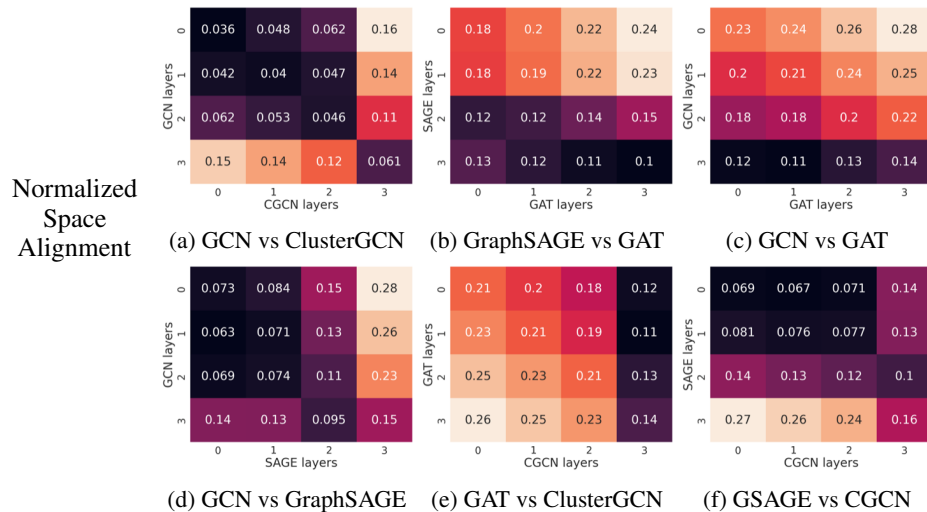 Normalized
Space
Alignment
GCN layers
0 0.036 0.048 0.062 0.16
1 0.042 0.04 0.047 0.14
2 0.062 0.053 0.046 0.11
3 0.15 0.14 0.12 0.061
0 1 2 3
CGCN layers
(a) GCN vs ClusterGCN
SAGE layers
0 0.18 0.2 0.22 0.24
1 0.18 0.19 0.22 0.23
2 0.12 0.12 0.14 0.15
3 0.13 0.12 0.11 0.1
0 1 2 3
GAT layers
(b) GraphSAGE vs GAT
GCN layers
0 0.23 0.24 0.26 0.28
1 0.2 0.21 0.24 0.25
2 0.18 0.18 0.2 0.22
3 0.12 0.11 0.13 0.14
0 1 2 3
GAT layers
(c) GCN vs GAT
GCN layers
0 0.073 0.084 0.15 0.28
1 0.063 0.071 0.13 0.26
2 0.069 0.074 0.11 0.23
3 0.14 0.13 0.095 0.15
0 1 2 3
SAGE layers
(d) GCN vs GraphSAGE
GAT layers
0 0.21 0.2 0.18 0.12
1 0.23 0.21 0.19 0.11
2 0.25 0.23 0.21 0.13
3 0.26 0.25 0.23 0.14
0 1 2 3
CGCN layers
(e) GAT vs ClusterGCN
SAGE layers
0 0.069 0.067 0.071 0.14
1 0.081 0.076 0.077 0.13
2 0.14 0.13 0.12 0.1
3 0.27 0.26 0.24 0.16
0 1 2 3
CGCN layers
(f) GSAGE vs CGCN